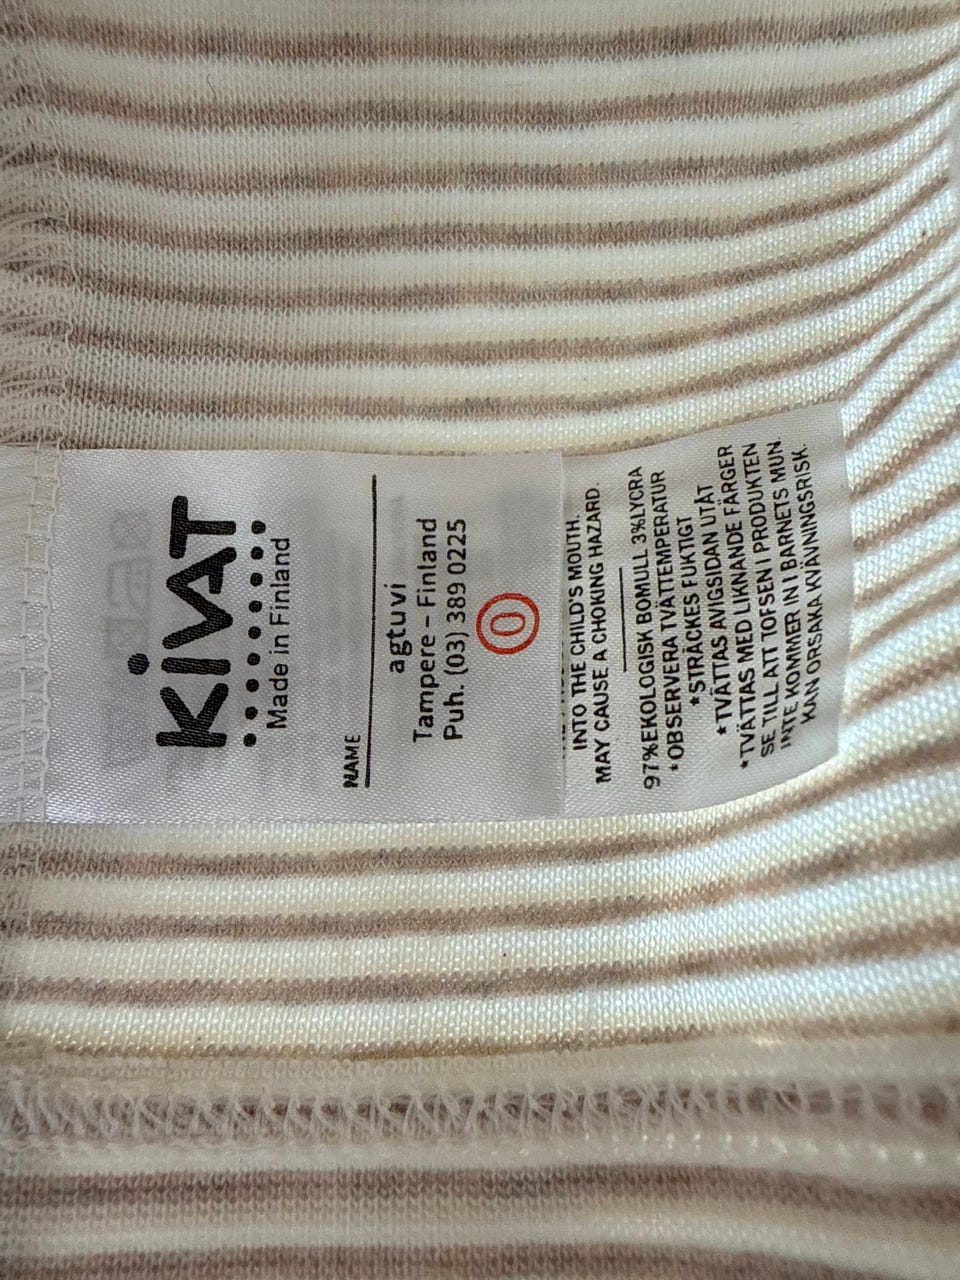 KIVAT
Made in Finland
NAME
agtuvi
Tampere – Finland
Puh. (03) 389 0225
0
INTO THE CHILD'S MOUTH.
MAY CAUSE A CHOKING HAZARD.
97%EKOLOGISK BOMULL 3%LYCRA
*OBSERVERA TVÄTTEMPERATUR
*STRÄCKES FUKTIGT
*TVÄTTAS AVIGSIDAN UTÅT
*TVÄTTAS MED LIKNANDE FÄRGER
SE TILL ATT TOFSEN I PRODUKTEN
INTE KOMMER IN I BARNETS MUN
KAN ORSAKA KVÄVNINGSRISK.